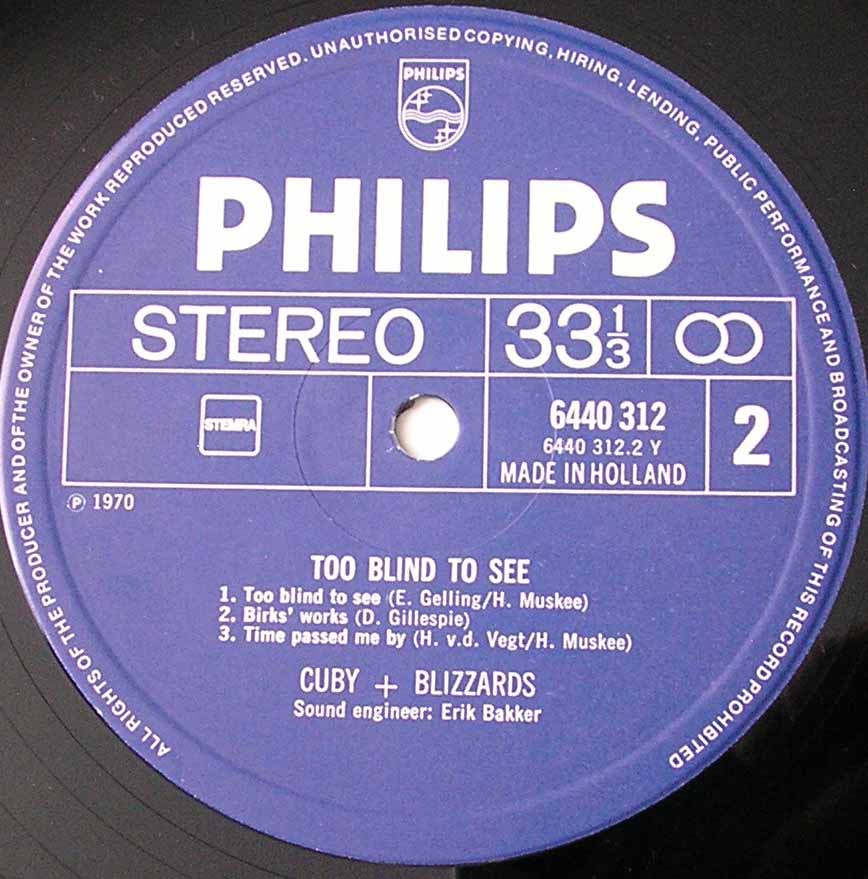 ALL RIGHTS OF THE PRODUCER AND OF THE OWNER OF THE WORK REPRODUCED RESERVED. UNAUTHORISED COPYING, HIRING, LENDING, PUBLIC PERFORMANCE AND BROADCASTING OF THIS RECORD PROHIBITED
PHILIPS
PHILIPS
STEREO 33 1/3
STEMRA
6440 312
6440 312.2 Y
MADE IN HOLLAND
2
℗ 1970
TOO BLIND TO SEE
1. Too blind to see (E. Gelling/H. Muskee)
2. Birks' works (D. Gillespie)
3. Time passed me by (H. v.d. Vegt/H. Muskee)
CUBY + BLIZZARDS
Sound engineer: Erik Bakker